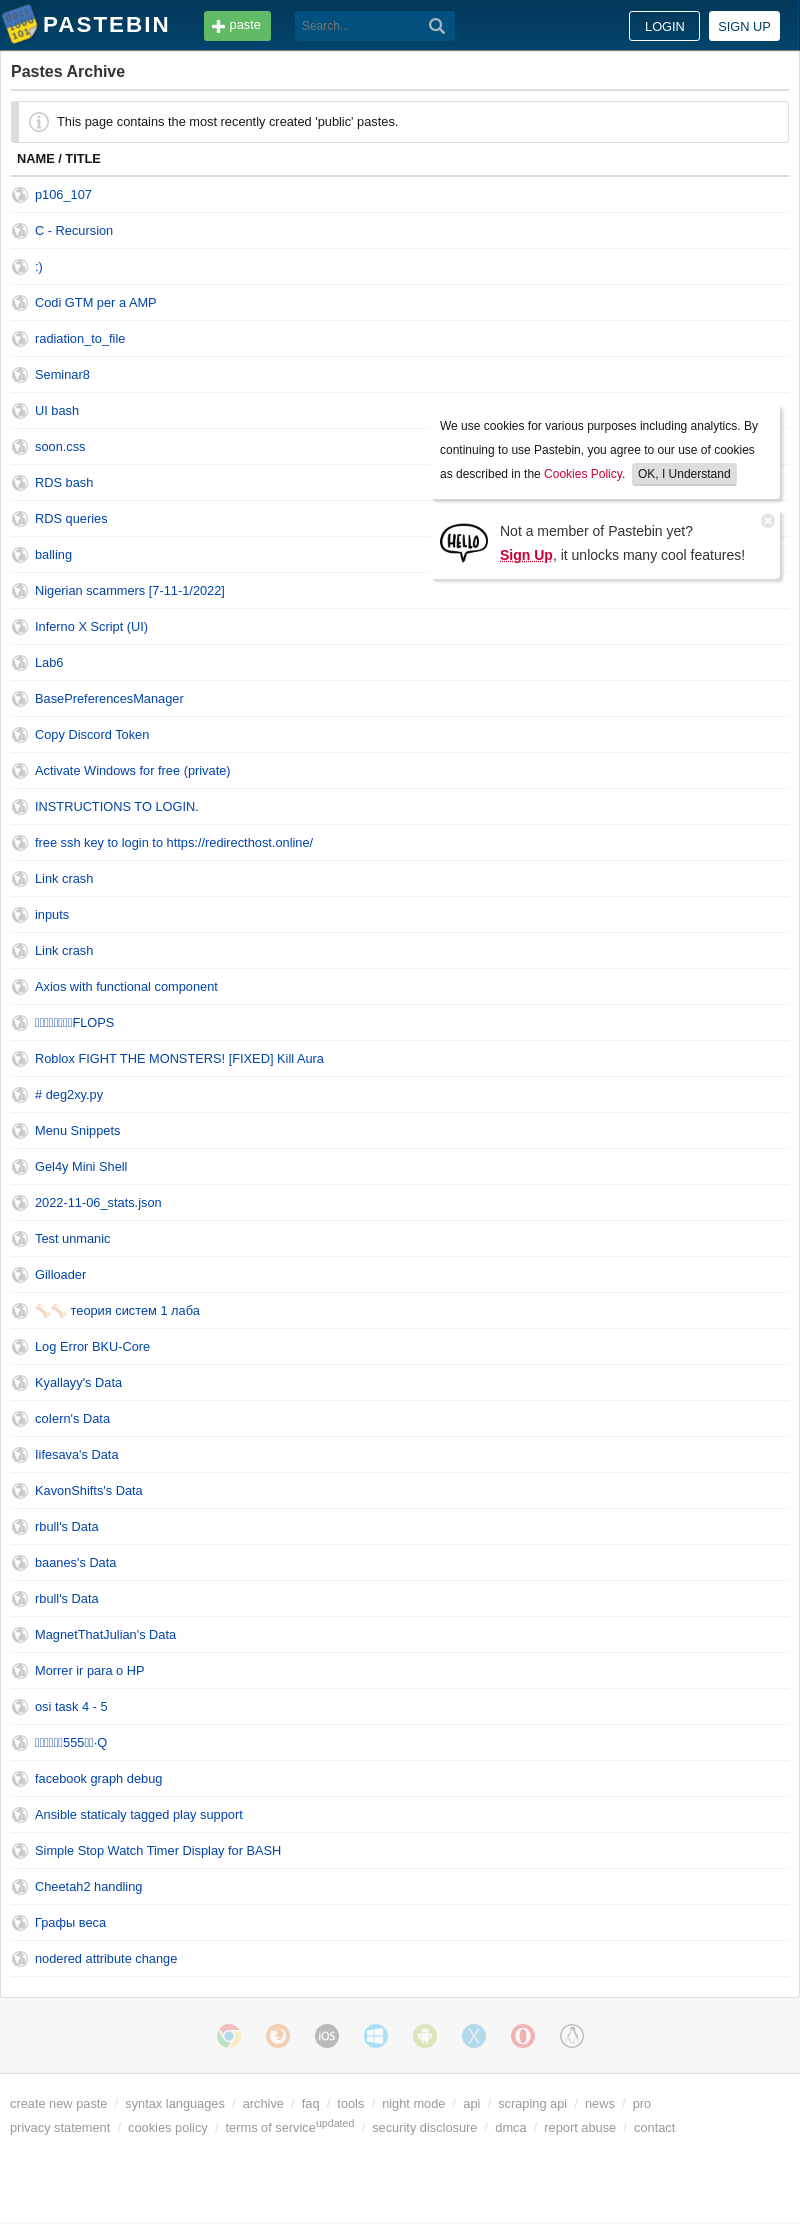 PASTEBIN
paste
Search...
LOGIN
SIGN UP
Pastes Archive
This page contains the most recently created 'public' pastes.
NAME / TITLE
p106_107
C - Recursion
:)
Codi GTM per a AMP
radiation_to_file
Seminar8
UI bash
soon.css
RDS bash
RDS queries
balling
We use cookies for various purposes including analytics. By
continuing to use Pastebin, you agree to our use of cookies
as described in the Cookies Policy. OK, I Understand
HELLO
Not a member of Pastebin yet?
Sign Up, it unlocks many cool features!
Nigerian scammers [7-11-1/2022]
Inferno X Script (UI)
Lab6
BasePreferencesManager
Copy Discord Token
Activate Windows for free (private)
INSTRUCTIONS TO LOGIN.
free ssh key to login to https://redirecthost.online/
Link crash
inputs
Link crash
Axios with functional component
FLOPS
Roblox FIGHT THE MONSTERS! [FIXED] Kill Aura
# deg2xy.py
Menu Snippets
Gel4y Mini Shell
2022-11-06_stats.json
Test unmanic
Gilloader
🦴🦴 теория систем 1 лаба
Log Error BKU-Core
Kyallayy's Data
coIern's Data
lifesava's Data
KavonShifts's Data
rbull's Data
baanes's Data
rbull's Data
MagnetThatJulian's Data
Morrer ir para o HP
osi task 4 - 5
555 ·Q
facebook graph debug
Ansible staticaly tagged play support
Simple Stop Watch Timer Display for BASH
Cheetah2 handling
Графы веса
nodered attribute change
iOS
create new paste / syntax languages / archive / faq / tools / night mode / api / scraping api / news / pro
privacy statement / cookies policy / terms of service updated / security disclosure / dmca / report abuse / contact